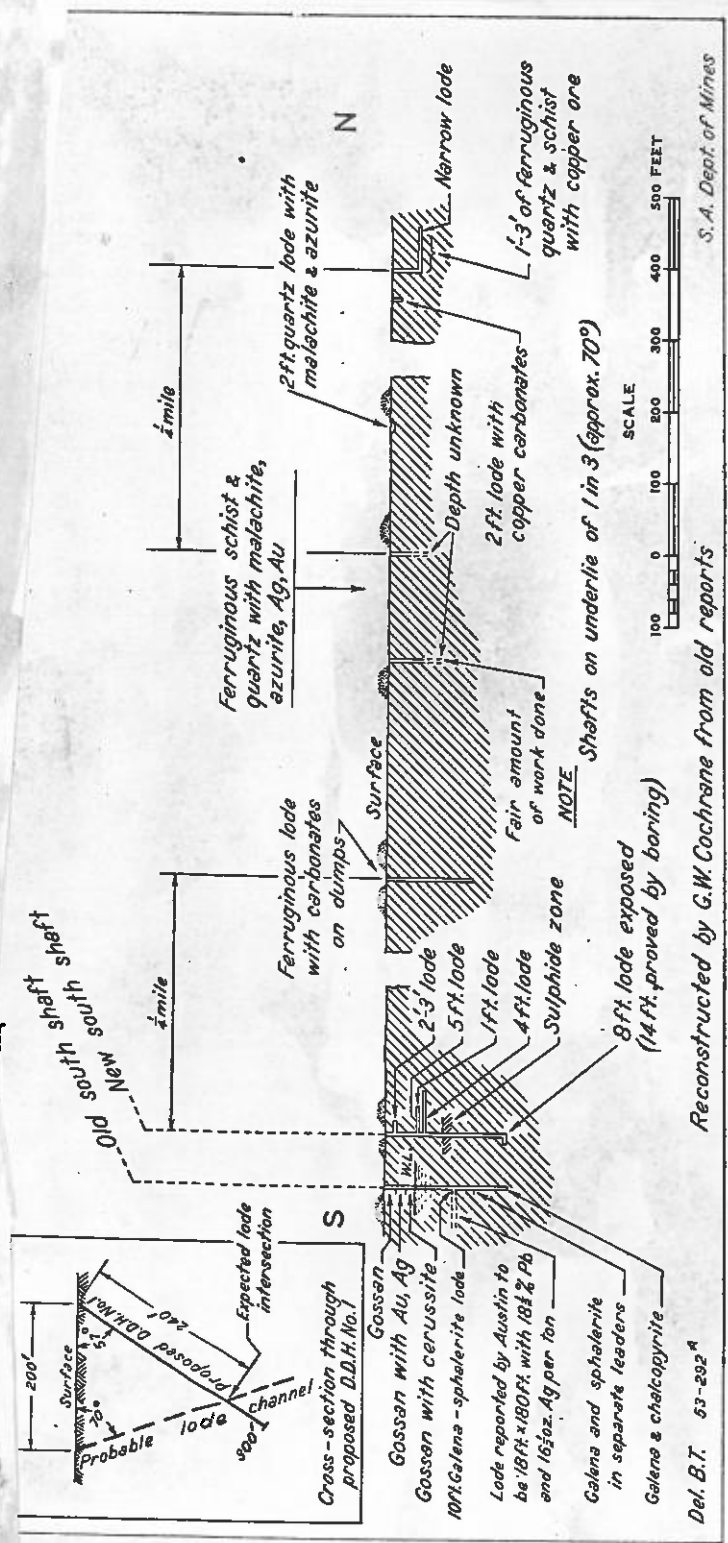 200'
Surface
70°
proposed D.D.H. No.1
240'
Probable lode channel
300'
Expected lode
intersection
Cross-section through
proposed D.D.H. No.1
Old south shaft
New south shaft
¼ mile
Ferruginous lode
with carbonates
on dumps
Ferruginous schist &
quartz with malachite,
azurite, Ag, Au
¼ mile
2ft. quartz lode with
malachite & azurite
S
N
Surface
W.L.
Gossan
Gossan with Au, Ag
Gossan with cerussite
10ft. Galena-sphalerite lode
Lode reported by Austin to
be 18ft. x 180ft. with 18½% Pb
and 16½oz. Ag per ton
Galena and sphalerite
in separate leaders
Galena & chalcopyrite
2'-3' lode
5 ft. lode
1ft. lode
4ft. lode
Sulphide zone
8 ft. lode exposed
(14 ft. proved by boring)
Fair amount
of work done
Depth unknown
2 ft. lode with
copper carbonates
Narrow lode
1'-3' of ferruginous
quartz & schist
with copper ore
NOTE
Shafts on underlie of 1 in 3 (approx. 70°)
SCALE
100 0 100 200 300 400 500 FEET
Del. B.T. 53-292
Reconstructed by G.W. Cochrane from old reports
S.A. Dept. of Mines